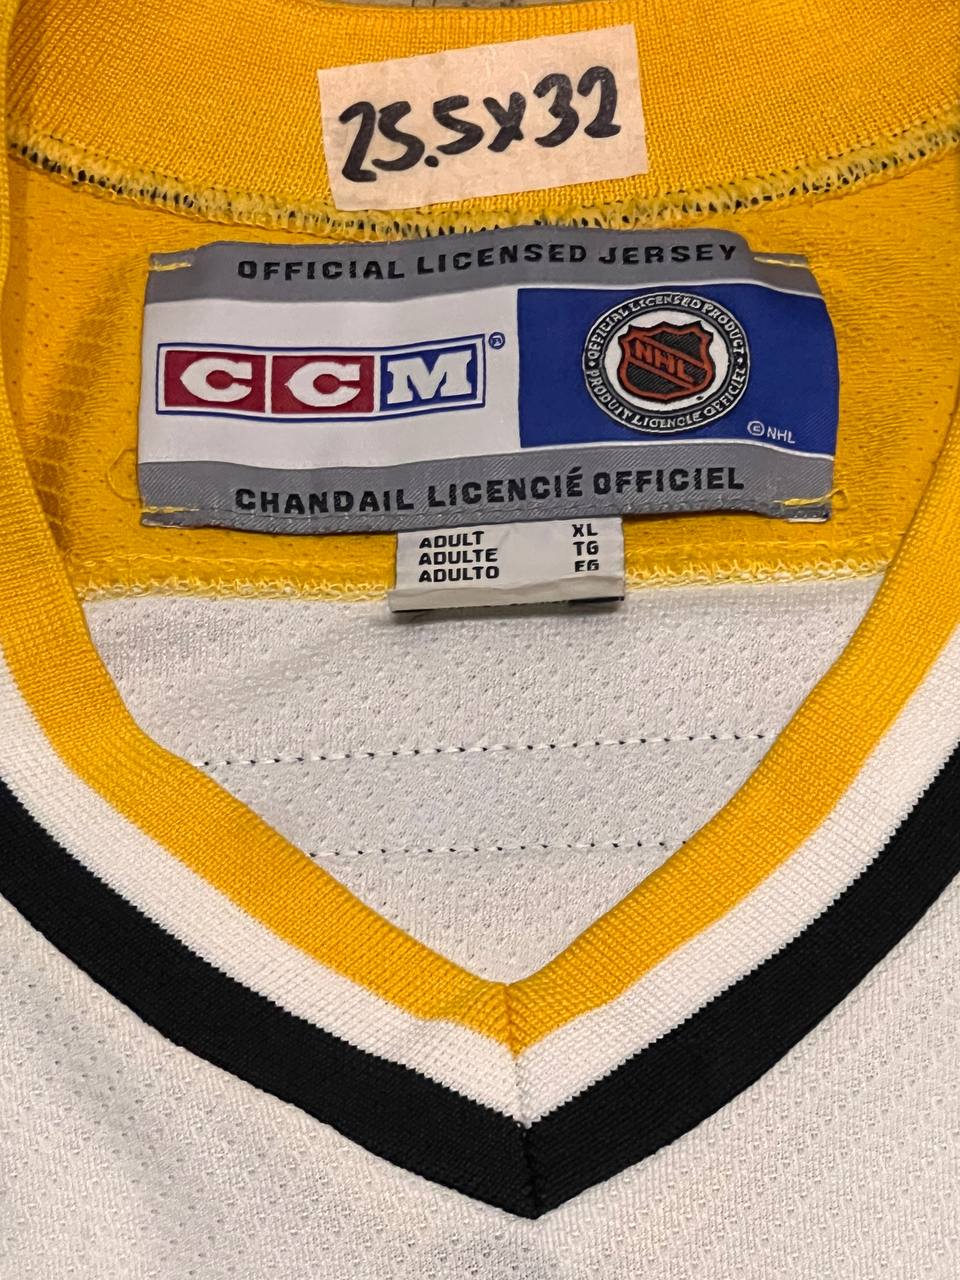 25.5x32
OFFICIAL LICENSED JERSEY
CCM®
OFFICIAL LICENSED PRODUCT
NHL
PRODUIT LICENCIÉ OFFICIEL
© NHL
CHANDAIL LICENCIÉ OFFICIEL
ADULT XL
ADULTE TG
ADULTO EG